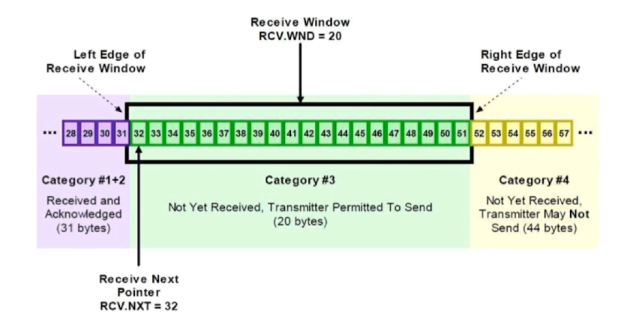 Receive Window
RCV.WND = 20
Left Edge of
Receive Window
Right Edge of
Receive Window
... 28 29 30 31 32 33 34 35 36 37 38 39 40 41 42 43 44 45 46 47 48 49 50 51 52 53 54 55 56 57 ...
Category #1+2
Received and
Acknowledged
(31 bytes)
Category #3
Not Yet Received, Transmitter Permitted To Send
(20 bytes)
Category #4
Not Yet Received,
Transmitter May Not
Send (44 bytes)
Receive Next
Pointer
RCV.NXT = 32